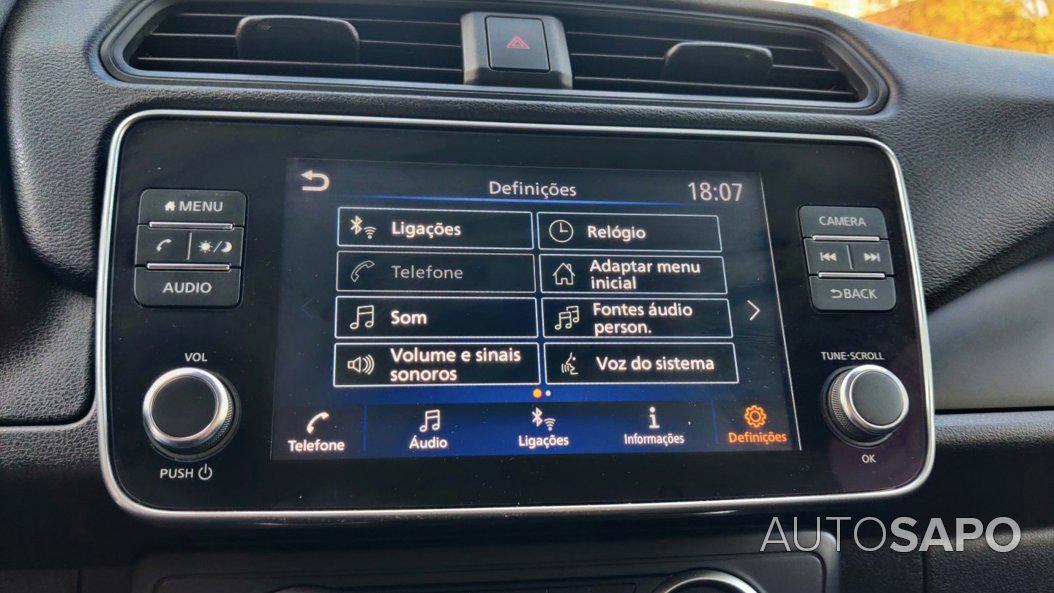 MENU
AUDIO
VOL
PUSH
Definições
18:07
Ligações
Relógio
Telefone
Adaptar menu
inicial
Som
Fontes áudio
person.
Volume e sinais
sonoros
Voz do sistema
Telefone
Áudio
Ligações
Informações
Definições
CAMERA
BACK
TUNE·SCROLL
OK
AUTOSAPO